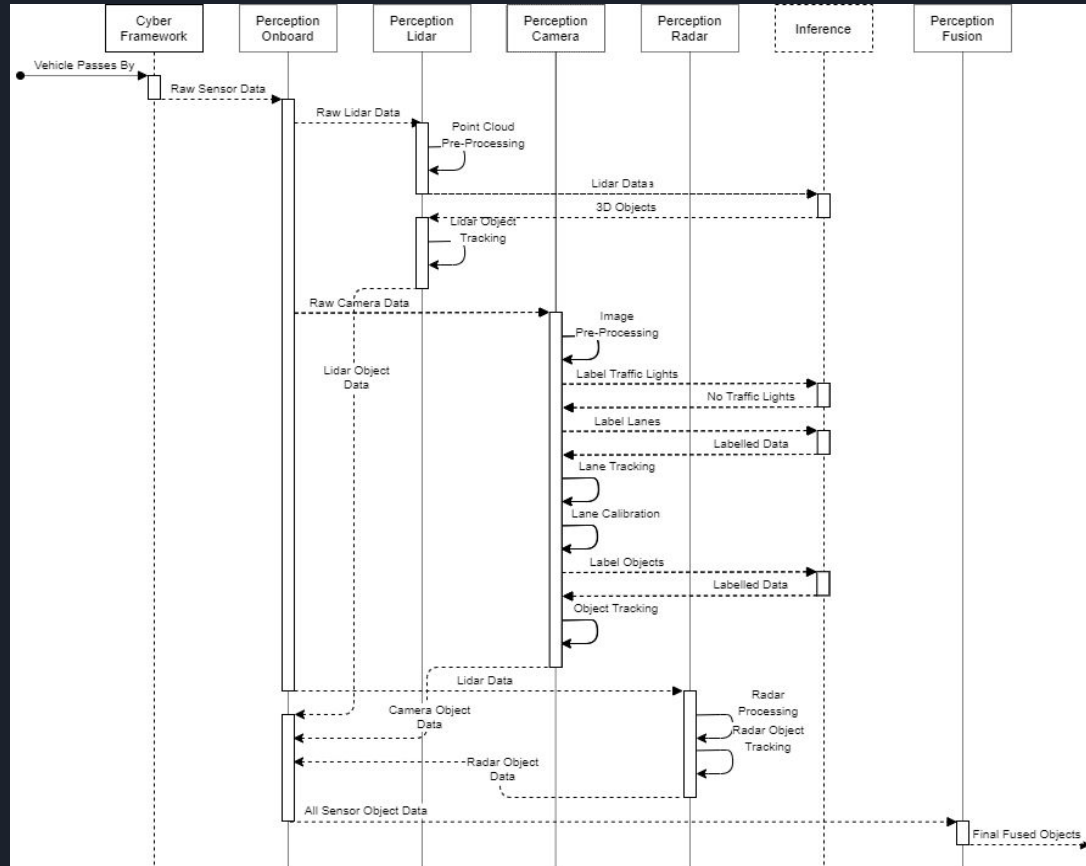 Cyber
Framework
Perception
Onboard
Perception
Lidar
Perception
Camera
Perception
Radar
Inference
Perception
Fusion
Vehicle Passes By
Raw Sensor Data
Raw Lidar Data
Point Cloud
Pre-Processing
Lidar Datas
3D Objects
Lidar Object
Tracking
Raw Camera Data
Image
Pre-Processing
Lidar Object
Data
Label Traffic Lights
No Traffic Lights
Label Lanes
Labelled Data
Lane Tracking
Lane Calibration
Label Objects
Labelled Data
Object Tracking
Lidar Data
Radar
Processing
Camera Object
Data
Radar Object
Tracking
Radar Object
Data
All Sensor Object Data
Final Fused Objects